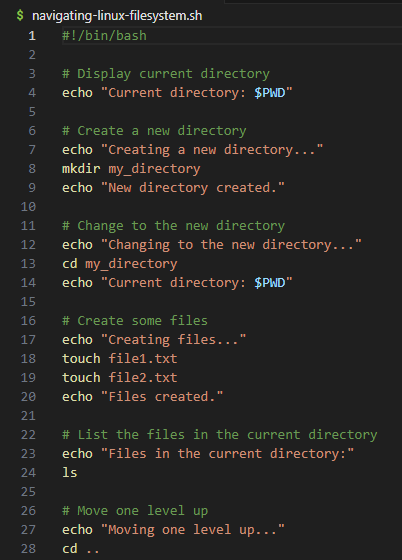 $ navigating-linux-filesystem.sh
1 #!/bin/bash
2
3 # Display current directory
4 echo "Current directory: $PWD"
5
6 # Create a new directory
7 echo "Creating a new directory..."
8 mkdir my_directory
9 echo "New directory created."
10
11 # Change to the new directory
12 echo "Changing to the new directory..."
13 cd my_directory
14 echo "Current directory: $PWD"
15
16 # Create some files
17 echo "Creating files..."
18 touch file1.txt
19 touch file2.txt
20 echo "Files created."
21
22 # List the files in the current directory
23 echo "Files in the current directory:"
24 ls
25
26 # Move one level up
27 echo "Moving one level up..."
28 cd ..